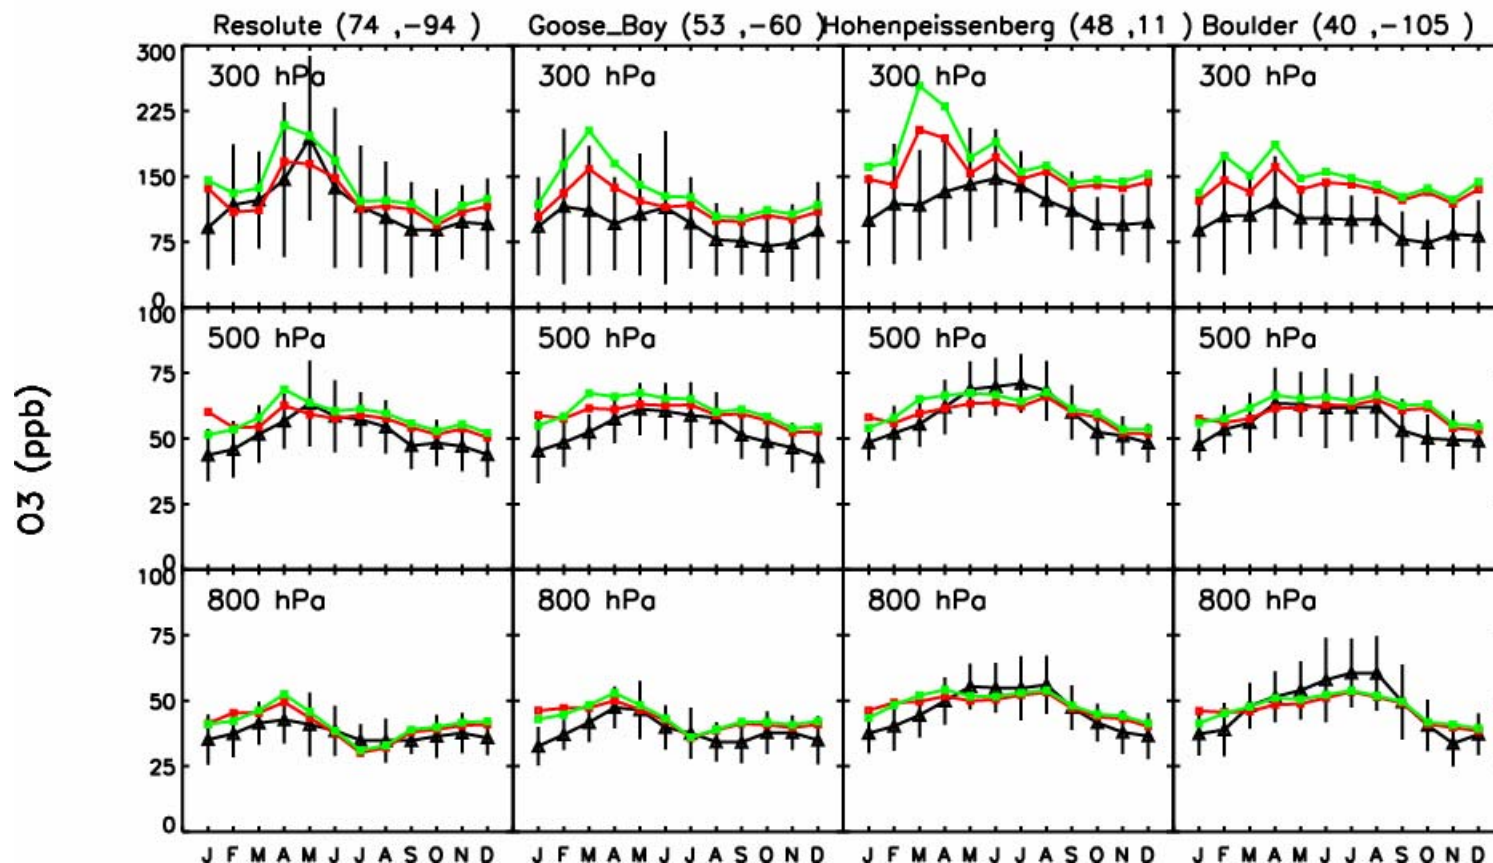 Resolute (74 ,-94 )
Goose_Bay (53 ,-60 )
Hohenpeissenberg (48 ,11 )
Boulder (40 ,-105 )
O3 (ppb)
300
225
150
75
0
300 hPa
300 hPa
300 hPa
300 hPa
100
75
50
25
0
500 hPa
500 hPa
500 hPa
500 hPa
100
75
50
25
0
800 hPa
800 hPa
800 hPa
800 hPa
J F M A M J J A S O N D
J F M A M J J A S O N D
J F M A M J J A S O N D
J F M A M J J A S O N D